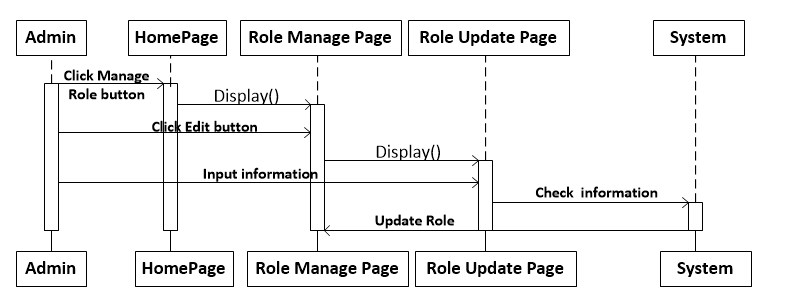 Admin
HomePage
Role Manage Page
Role Update Page
System
Click Manage
Role button
Display()
Click Edit button
Display()
Input information
Check information
Update Role
Admin
HomePage
Role Manage Page
Role Update Page
System